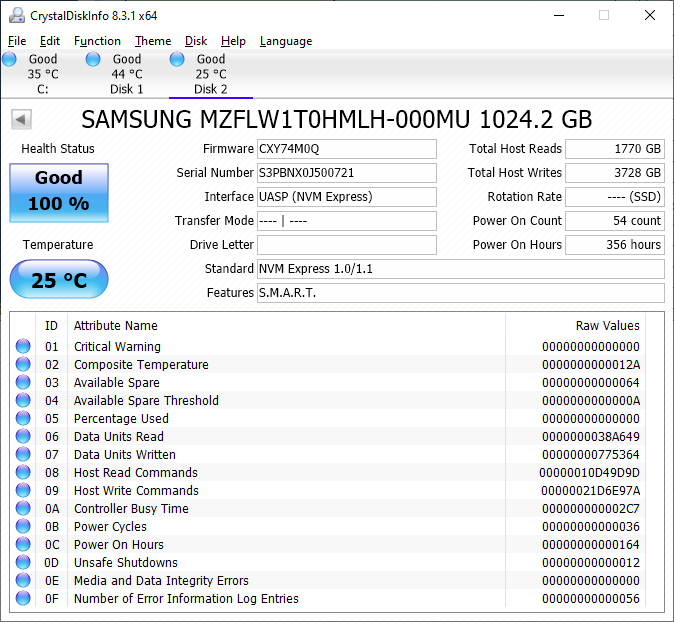 CrystalDiskInfo 8.3.1 x64
File Edit Function Theme Disk Help Language
Good Good Good
35 °C 44 °C 25 °C
C: Disk 1 Disk 2
SAMSUNG MZFLW1T0HMLH-000MU 1024.2 GB
Health Status
Good
100 %
Temperature
25 °C
Firmware CXY74M0Q
Serial Number S3PBNX0J500721
Interface UASP (NVM Express)
Transfer Mode ---- | ----
Drive Letter
Standard NVM Express 1.0/1.1
Features S.M.A.R.T.
Total Host Reads 1770 GB
Total Host Writes 3728 GB
Rotation Rate ---- (SSD)
Power On Count 54 count
Power On Hours 356 hours
ID Attribute Name Raw Values
01 Critical Warning 00000000000000
02 Composite Temperature 0000000000012A
03 Available Spare 00000000000064
04 Available Spare Threshold 0000000000000A
05 Percentage Used 00000000000000
06 Data Units Read 0000000038A649
07 Data Units Written 00000000775364
08 Host Read Commands 00000010D49D9D
09 Host Write Commands 00000021D6E97A
0A Controller Busy Time 000000000002C7
0B Power Cycles 00000000000036
0C Power On Hours 00000000000164
0D Unsafe Shutdowns 00000000000012
0E Media and Data Integrity Errors 00000000000000
0F Number of Error Information Log Entries 00000000000056